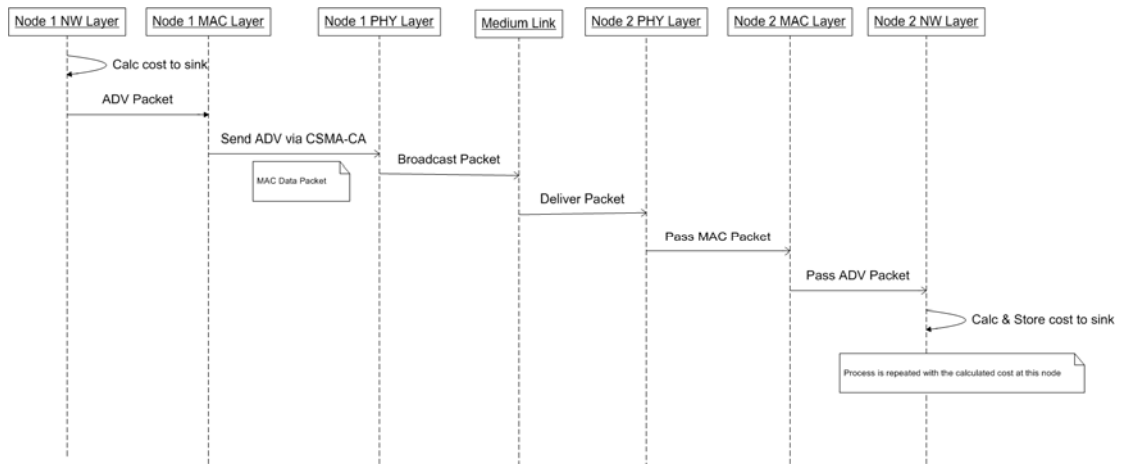 Node 1 NW Layer
Node 1 MAC Layer
Node 1 PHY Layer
Medium Link
Node 2 PHY Layer
Node 2 MAC Layer
Node 2 NW Layer
Calc cost to sink
ADV Packet
Send ADV via CSMA-CA
MAC Data Packet
Broadcast Packet
Deliver Packet
Pass MAC Packet
Pass ADV Packet
Calc & Store cost to sink
Process is repeated with the calculated cost at this node